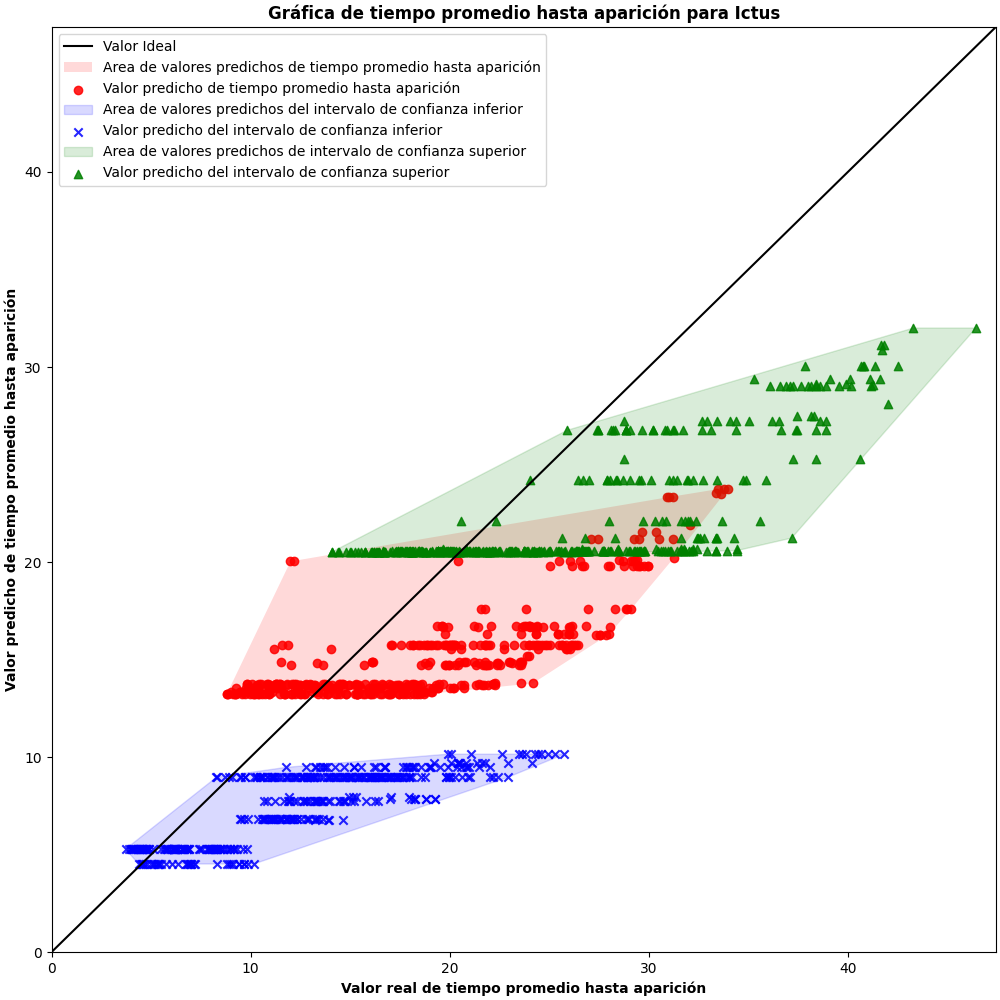 Gráfica de tiempo promedio hasta aparición para Ictus
Valor Ideal
Area de valores predichos de tiempo promedio hasta aparición
Valor predicho de tiempo promedio hasta aparición
Area de valores predichos del intervalo de confianza inferior
Valor predicho del intervalo de confianza inferior
Area de valores predichos de intervalo de confianza superior
Valor predicho del intervalo de confianza superior
Valor predicho de tiempo promedio hasta aparición
40
30
20
10
0
0 10 20 30 40
Valor real de tiempo promedio hasta aparición